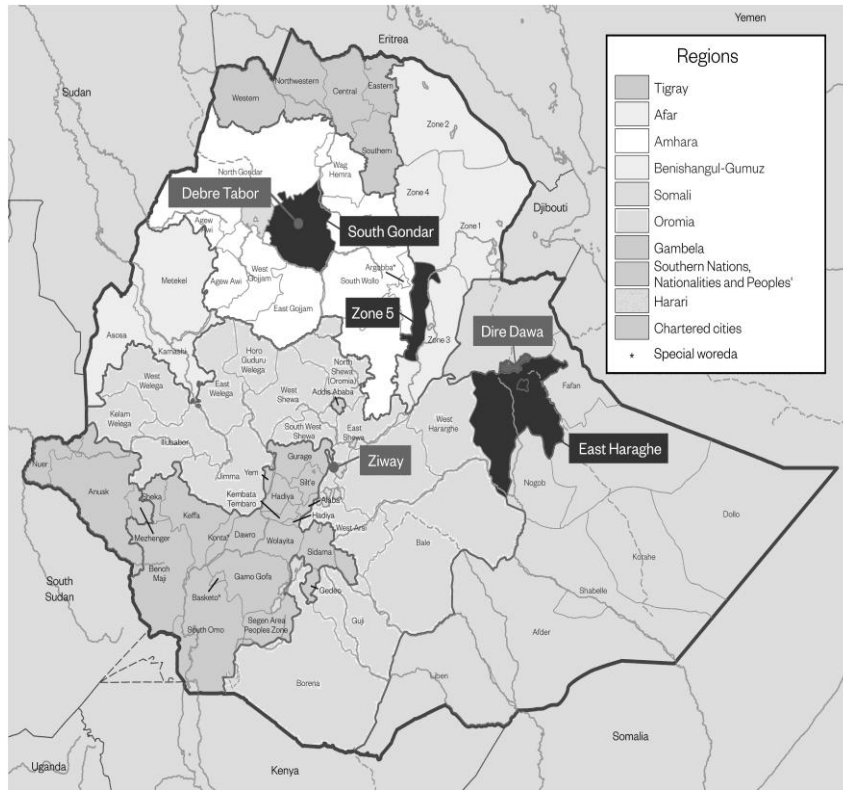 Yemen
Eritrea
Sudan
Regions
Tigray
Afar
Amhara
Benishangul-Gumuz
Somali
Oromia
Gambela
Southern Nations,
Nationalities and Peoples'
Harari
Chartered cities
* Special woreda
Northwestern
Eastern
Western
Central
Zone 2
Southern
Wag
Hemra
North Gondar
Debre Tabor
Zone 4
Djibouti
Zone 1
South Gondar
Agew
Awi
Argobba*
West
Gojjam
Agew Awi
South Wollo
Metekel
East Gojjam
Zone 5
Dire Dawa
Asosa
Zone 3
Kamashi
Horo
Guduru
Welega
North
Shewa
(Oromia)
West
Welega
East
Welega
West
Shewa
Addis Ababa
Fafan
Kelam
Welega
South West
Shewa
East
Shewa
West
Hararghe
East Haraghe
Illubabor
Gurage
Ziway
Nuer
Jimma
Yem
Silt'e
Nogob
Anuak
Sheka
Kembata
Tembaro
Hadiya
Alaba*
Dollo
Keffa
Hadiya
West Arsi
Mezhenger
Konta*
Dawro
Wolayita
Bale
Korahe
Sidama
Bench
Maji
Gamo Gofa
South
Sudan
Basketo*
Gedeo
Shabelle
Segen Area
Peoples Zone
Guji
Afder
South Omo
Borena
Liben
Somalia
Uganda
Kenya